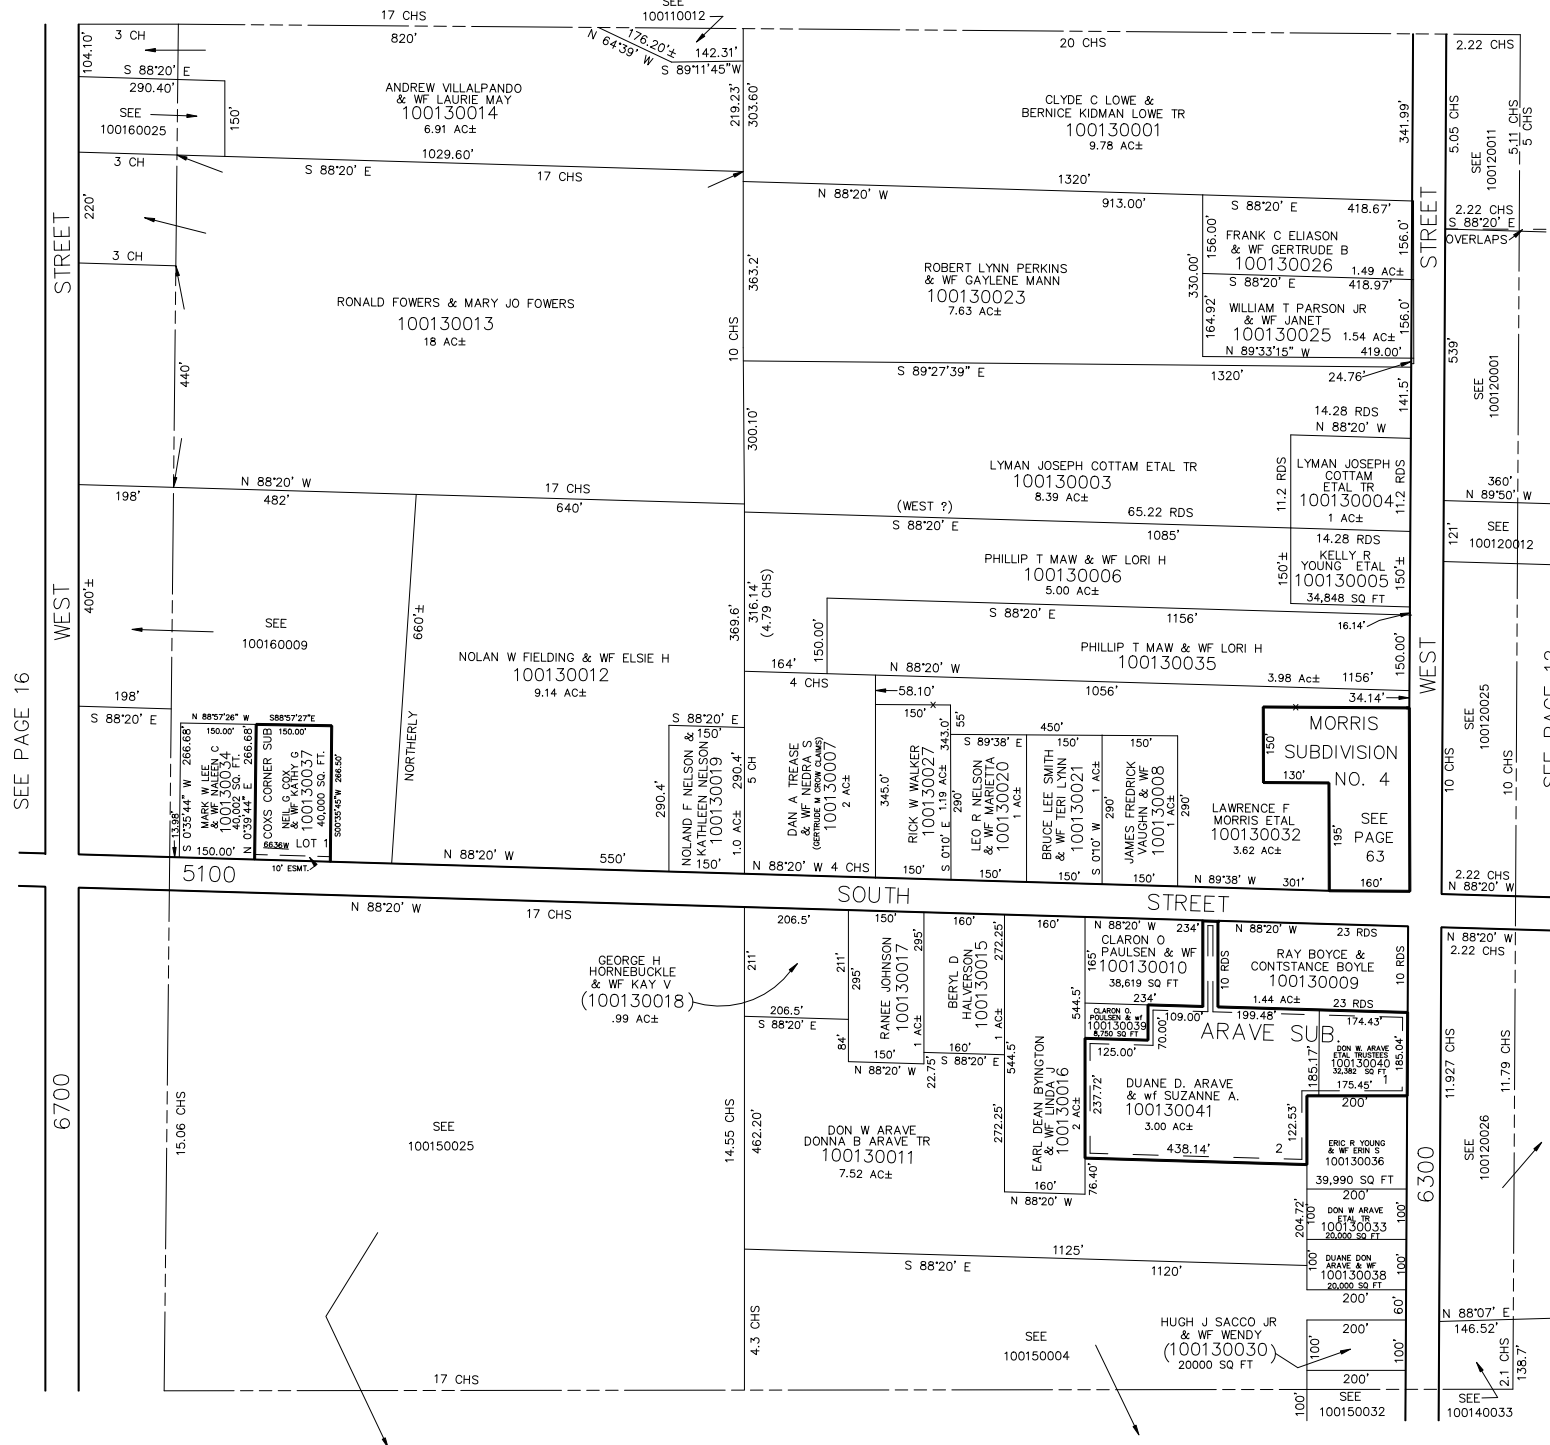 17 CHS
SEE
100110012
3 CH
820'
176.20'±
N 64°39' W
142.31'
S 89°11'45"W
20 CHS
2.22 CHS
104.10'
S 88°20' E
290.40'
SEE
100160025
150'
ANDREW VILLALPANDO
& WF LAURIE MAY
100130014
6.91 AC±
219.23'
303.60'
CLYDE C LOWE &
BERNICE KIDMAN LOWE TR
100130001
9.78 AC±
341.99'
5.05 CHS
SEE
100120011
5.11 CHS
5 CHS
3 CH
1029.60'
S 88°20' E
17 CHS
1320'
N 88°20' W
913.00'
S 88°20' E
418.67'
2.22 CHS
S 88°20' E
OVERLAPS
220'
STREET
3 CH
RONALD FOWERS & MARY JO FOWERS
100130013
18 AC±
363.2'
10 CHS
ROBERT LYNN PERKINS
& WF GAYLENE MANN
100130023
7.63 AC±
330.00'
156.00'
FRANK C ELIASON
& WF GERTRUDE B
100130026
1.49 AC±
156.0'
STREET
S 88°20' E
418.97'
164.92'
WILLIAM T PARSON JR
& WF JANET
100130025
1.54 AC±
156.0'
N 89°33'15" W
419.00'
539'
SEE
100120001
440'
S 89°27'39" E
1320'
24.76'
141.5'
14.28 RDS
N 88°20' W
300.10'
LYMAN JOSEPH COTTAM ETAL TR
100130003
8.39 AC±
11.2 RDS
LYMAN JOSEPH
COTTAM
ETAL TR
100130004
1 AC±
11.2 RDS
360'
N 89°50' W
N 88°20' W
17 CHS
198'
482'
640'
(WEST ?)
65.22 RDS
S 88°20' E
1085'
14.28 RDS
121'
SEE
100120012
PHILLIP T MAW & WF LORI H
100130006
5.00 AC±
150'±
KELLY R
YOUNG ETAL
100130005
34,848 SQ FT
150'±
400'±
WEST
SEE
100160009
660'±
NORTHERLY
369.6'
316.14'
(4.79 CHS)
150.00'
S 88°20' E
1156'
16.14'
NOLAN W FIELDING & WF ELSIE H
100130012
9.14 AC±
PHILLIP T MAW & WF LORI H
100130035
3.98 AC±
150.00'
WEST
164'
N 88°20' W
4 CHS
1056'
1156'
34.14'
198'
S 88°20' E
SEE PAGE 16
N 88°57'26" W
150.00'
S 0°35'44" W
266.68'
MARK W LEE
& WF NALEEN C
100130034
40,002 SQ. FT.
266.68'
N 0°39'44" E
150.00'
13.98'
S88°57'27"E
150.00'
COXS CORNER SUB
NEIL G COX
& WF KATHY G
100130037
40,000 SQ. FT.
S00°35'45"W 266.50'
6636W
LOT 1
10' ESMT.
S 88°20' E
150'
290.4'
NOLAND F NELSON &
KATHLEEN NELSON
100130019
1.0 AC±
290.4'
5 CH
150'
N 88°20' W
550'
DAN A TREASE
& WF NEDRA S
(GERTRUDE M CROW CLAIMS)
100130007
2 AC±
N 88°20' W 4 CHS
58.10'
150'
345.0'
RICK W WALKER
100130027
1.19 AC±
343.0'
S 0°10' E
150'
55'
450'
S 89°38' E
290'
LEO R NELSON
& WF MARIETTA
100130020
1 AC±
150'
150'
BRUCE LEE SMITH
& WF TERI LYNN
100130021
1 AC±
S 0°10' W
150'
150'
290'
JAMES FREDRICK
VAUGHN & WF
100130008
1 AC±
290'
150'
LAWRENCE F
MORRIS ETAL
100130032
3.62 AC±
N 89°38' W
301'
150'
130'
195'
MORRIS
SUBDIVISION
NO. 4
SEE
PAGE
63
160'
10 CHS
SEE
100120025
10 CHS
2.22 CHS
N 88°20' W
5100
SOUTH
STREET
N 88°20' W
17 CHS
206.5'
211'
211'
206.5'
S 88°20' E
GEORGE H
HORNEBUCKLE
& WF KAY V
(100130018)
.99 AC±
150'
295'
RANEE JOHNSON
100130017
1 AC±
295'
84'
150'
N 88°20' W
160'
BERYL D
HALVERSON
100130015
1 AC±
272.25'
160'
S 88°20' E
22.75'
160'
544.5'
272.25'
EARL DEAN BYINGTON
& WF LINDA J
100130016
2 AC±
544.5'
160'
N 88°20' W
N 88°20' W
234'
165'
CLARON O
PAULSEN & WF
100130010
38,619 SQ FT
234'
CLARON O.
POULSEN & wf
100130039
8,750 SQ FT
125.00'
70.00'
109.00'
N 88°20' W
23 RDS
10 RDS
RAY BOYCE &
CONTSTANCE BOYLE
100130009
1.44 AC±
23 RDS
10 RDS
N 88°20' W
2.22 CHS
199.48'
174.43'
ARAVE SUB.
DON W. ARAVE
ETAL TRUSTEES
100130040
32,382 SQ FT
1
175.45'
185.17'
185.04'
237.72'
DUANE D. ARAVE
& wf SUZANNE A.
100130041
3.00 AC±
438.14'
2
122.53'
76.40'
200'
ERIC R YOUNG
& WF ERIN S
100130036
39,990 SQ FT
200'
204.72'
100'
DON W ARAVE
ETAL TR
100130033
20,000 SQ FT
100'
100'
DUANE DON
ARAVE & WF
100130038
20,000 SQ FT
100'
200'
60'
11.927 CHS
SEE
100120026
11.79 CHS
6700
15.06 CHS
SEE
100150025
14.55 CHS
462.20'
DON W ARAVE
DONNA B ARAVE TR
100130011
7.52 AC±
6300
1125'
S 88°20' E
1120'
4.3 CHS
SEE
100150004
HUGH J SACCO JR
& WF WENDY
(100130030)
20000 SQ FT
200'
100'
100'
200'
N 88°07' E
146.52'
2.1 CHS
138.7'
17 CHS
100'
SEE
100150032
SEE
100140033